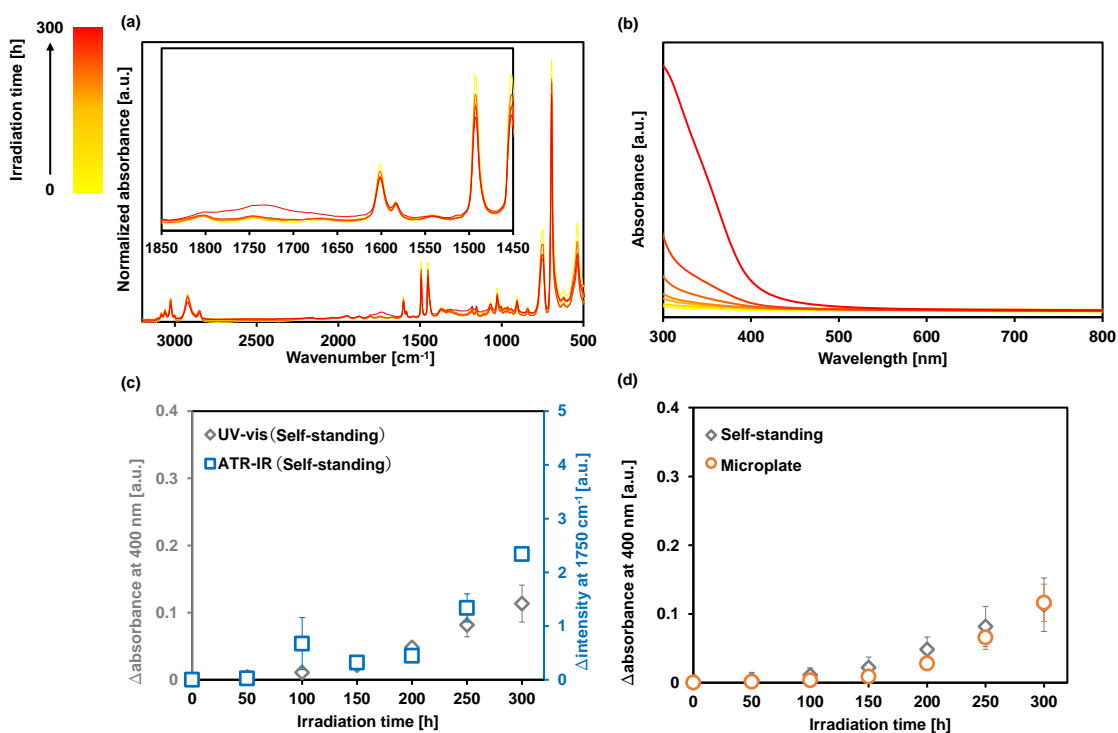 Irradiation time [h]
300
0
(a)
Normalized absorbance [a.u.]
1850 1800 1750 1700 1650 1600 1550 1500 1450
3000 2500 2000 1500 1000 500
Wavenumber [cm⁻¹]
(b)
Absorbance [a.u.]
300 400 500 600 700 800
Wavelength [nm]
(c)
Δabsorbance at 400 nm [a.u.]
0.4
0.3
0.2
0.1
0
UV-vis（Self-standing）
ATR-IR（Self-standing）
5
4
3
2
1
0
Δintensity at 1750 cm⁻¹ [a.u.]
0 50 100 150 200 250 300
Irradiation time [h]
(d)
Δabsorbance at 400 nm [a.u.]
0.4
0.3
0.2
0.1
0
Self-standing
Microplate
0 50 100 150 200 250 300
Irradiation time [h]